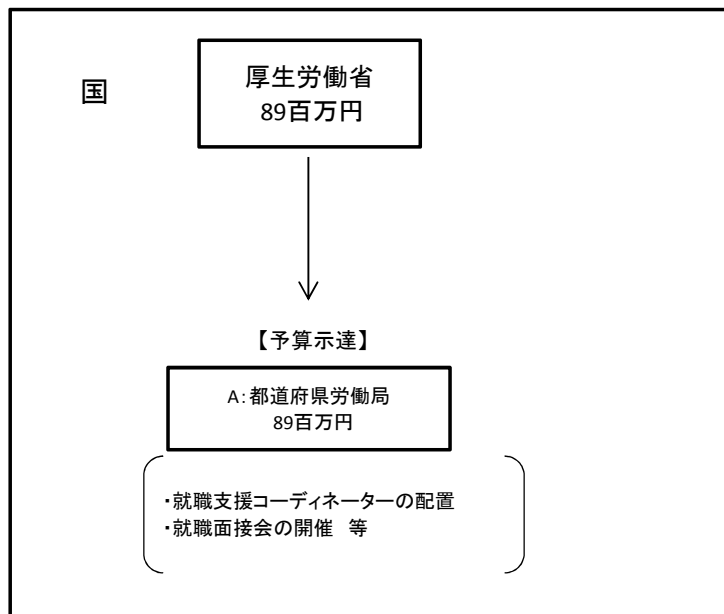 国
厚生労働省
89百万円
【予算示達】
A:都道府県労働局
89百万円
・就職支援コーディネーターの配置
・就職面接会の開催　等